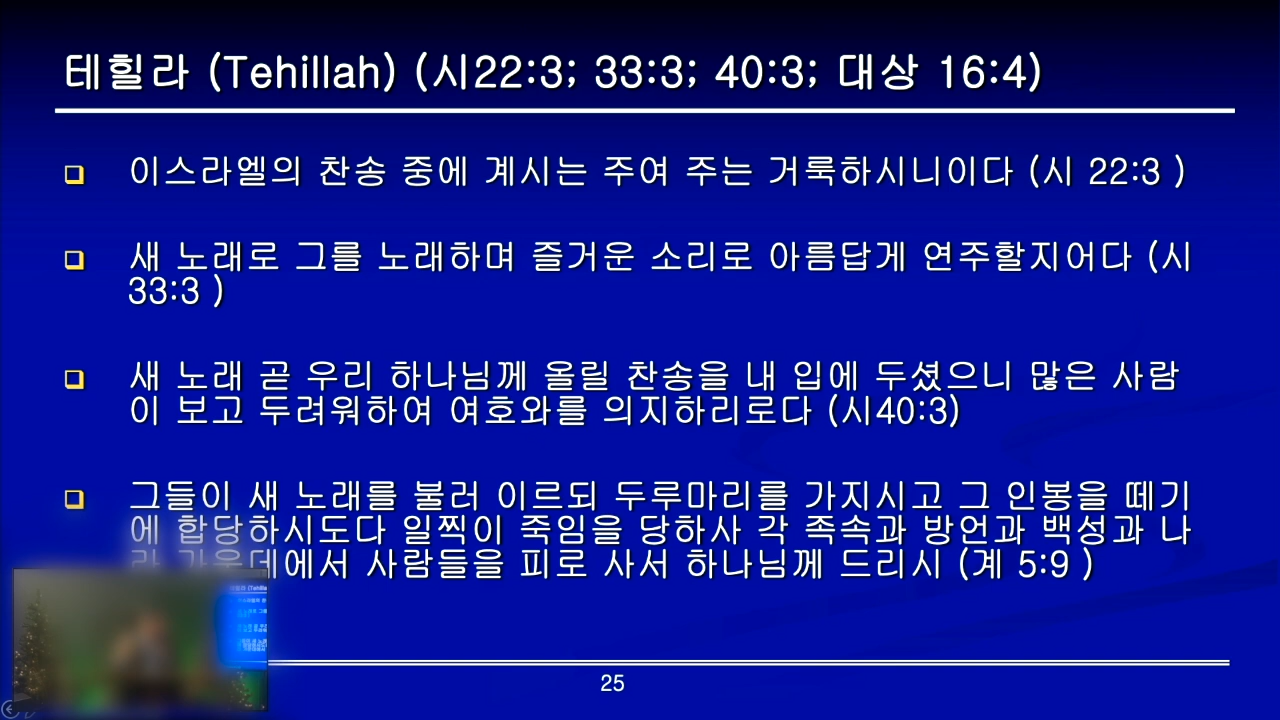 테힐라 (Tehillah) (시22:3; 33:3; 40:3; 대상 16:4)
이스라엘의 찬송 중에 계시는 주여 주는 거룩하시니이다 (시 22:3 )
새 노래로 그를 노래하며 즐거운 소리로 아름답게 연주할지어다 (시
33:3 )
새 노래 곧 우리 하나님께 올릴 찬송을 내 입에 두셨으니 많은 사람
이 보고 두려워하여 여호와를 의지하리로다 (시40:3)
그들이 새 노래를 불러 이르되 두루마리를 가지시고 그 인봉을 떼기
에 합당하시도다 일찍이 죽임을 당하사 각 족속과 방언과 백성과 나
라 가운데에서 사람들을 피로 사서 하나님께 드리시 (계 5:9 )
25